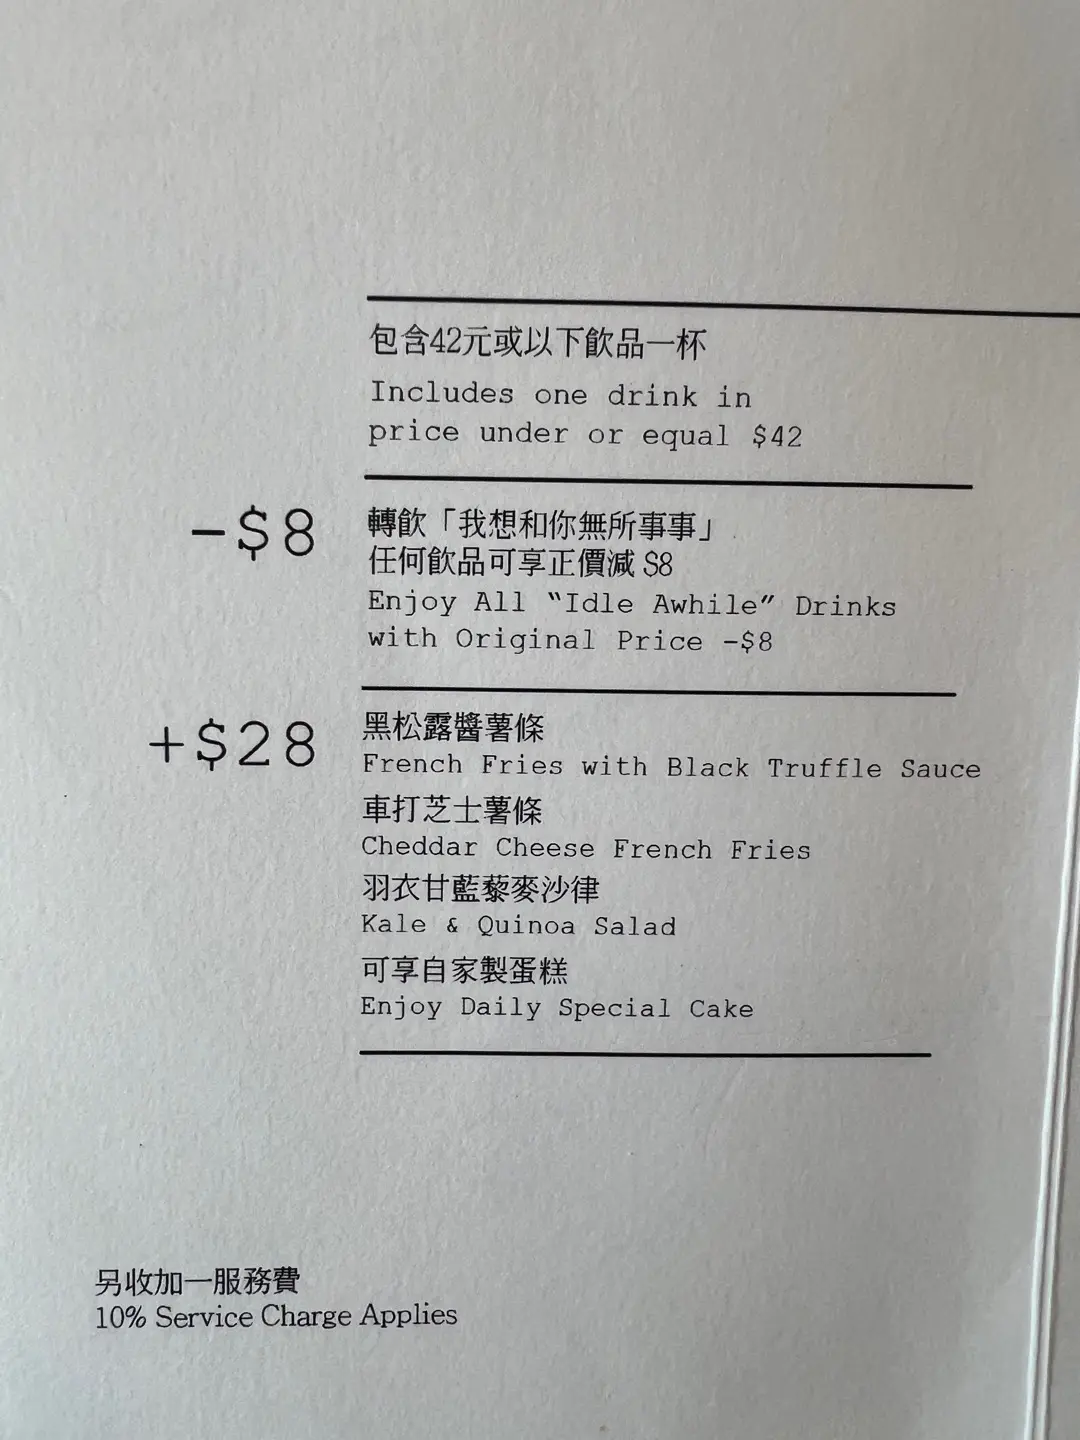 包含42元或以下飲品一杯
Includes one drink in
price under or equal $42
-$8
轉飲「我想和你無所事事」
任何飲品可享正價減 $8
Enjoy All “Idle Awhile” Drinks
with Original Price -$8
+$28
黑松露醬薯條
French Fries with Black Truffle Sauce
車打芝士薯條
Cheddar Cheese French Fries
羽衣甘藍藜麥沙律
Kale & Quinoa Salad
可享自家製蛋糕
Enjoy Daily Special Cake
另收加一服務費
10% Service Charge Applies